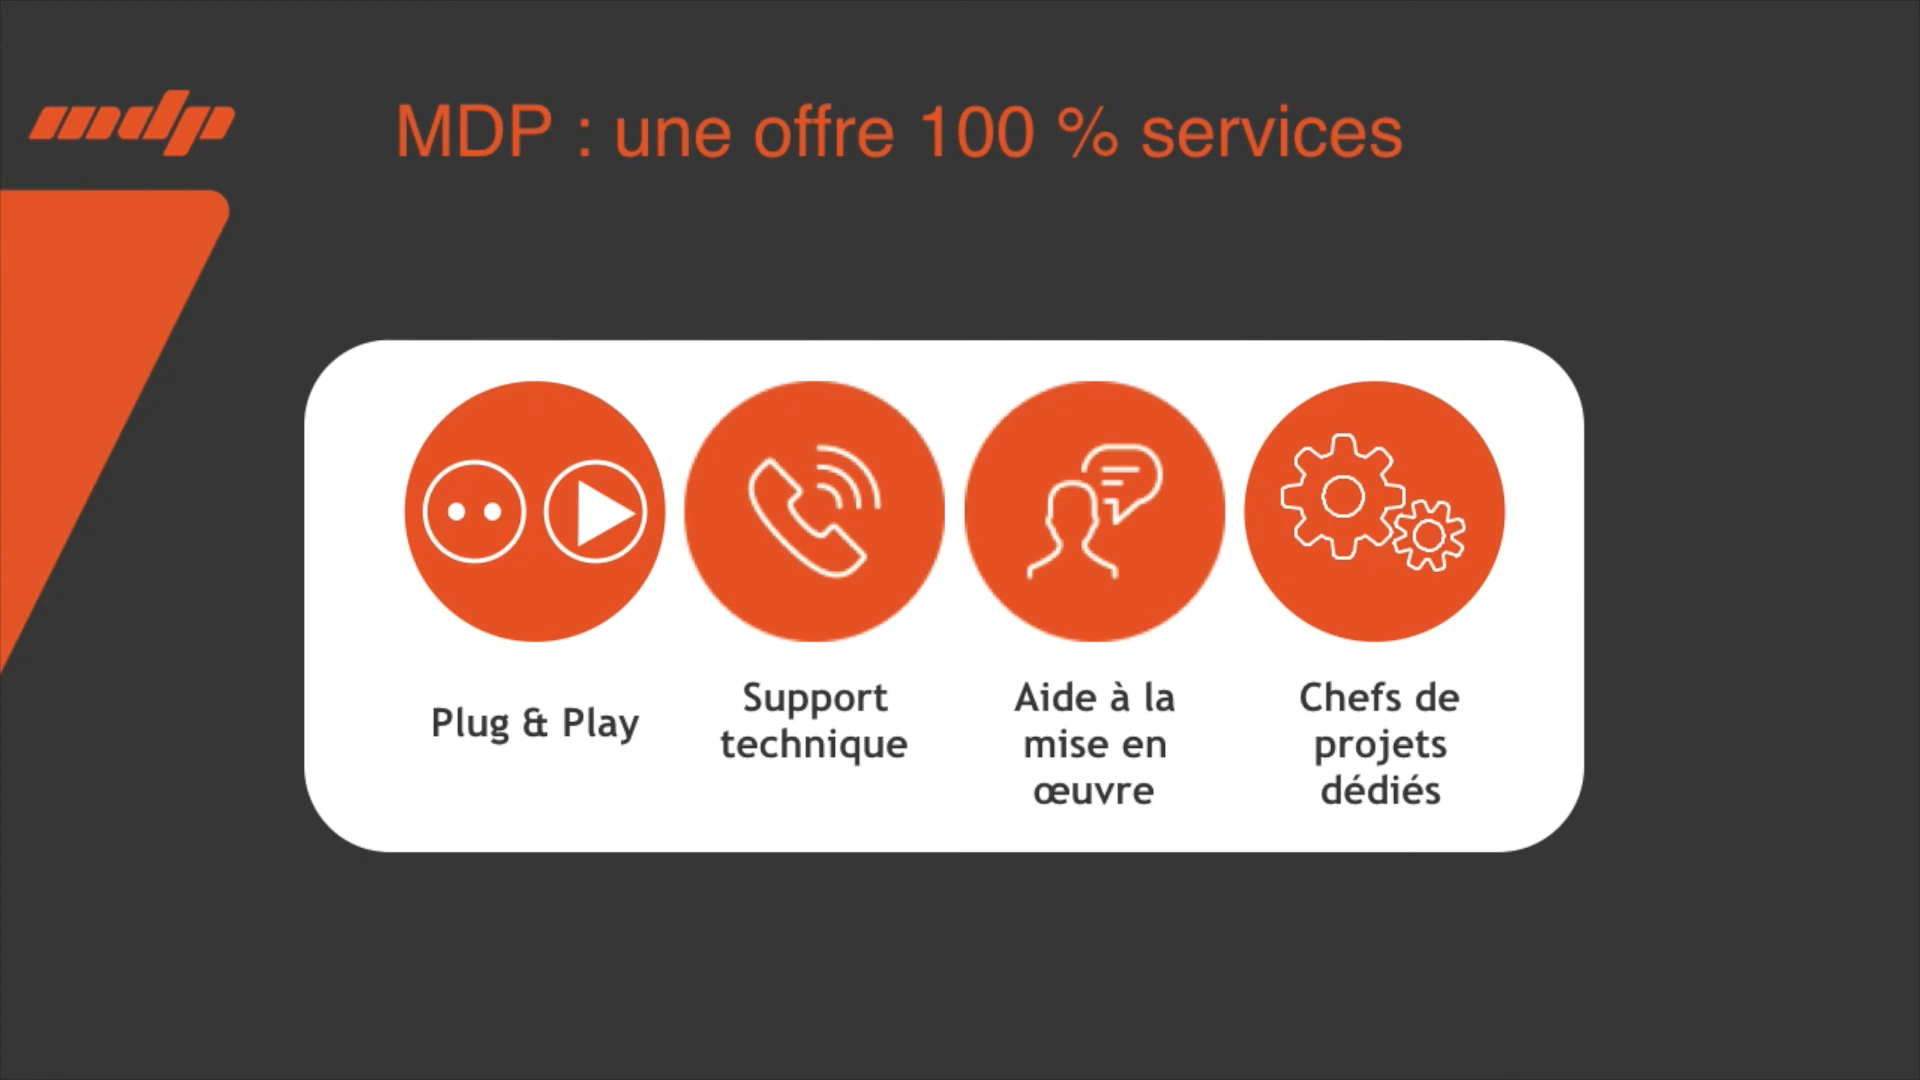 mdp
MDP : une offre 100 % services
Plug & Play
Support
technique
Aide à la
mise en
œuvre
Chefs de
projets
dédiés